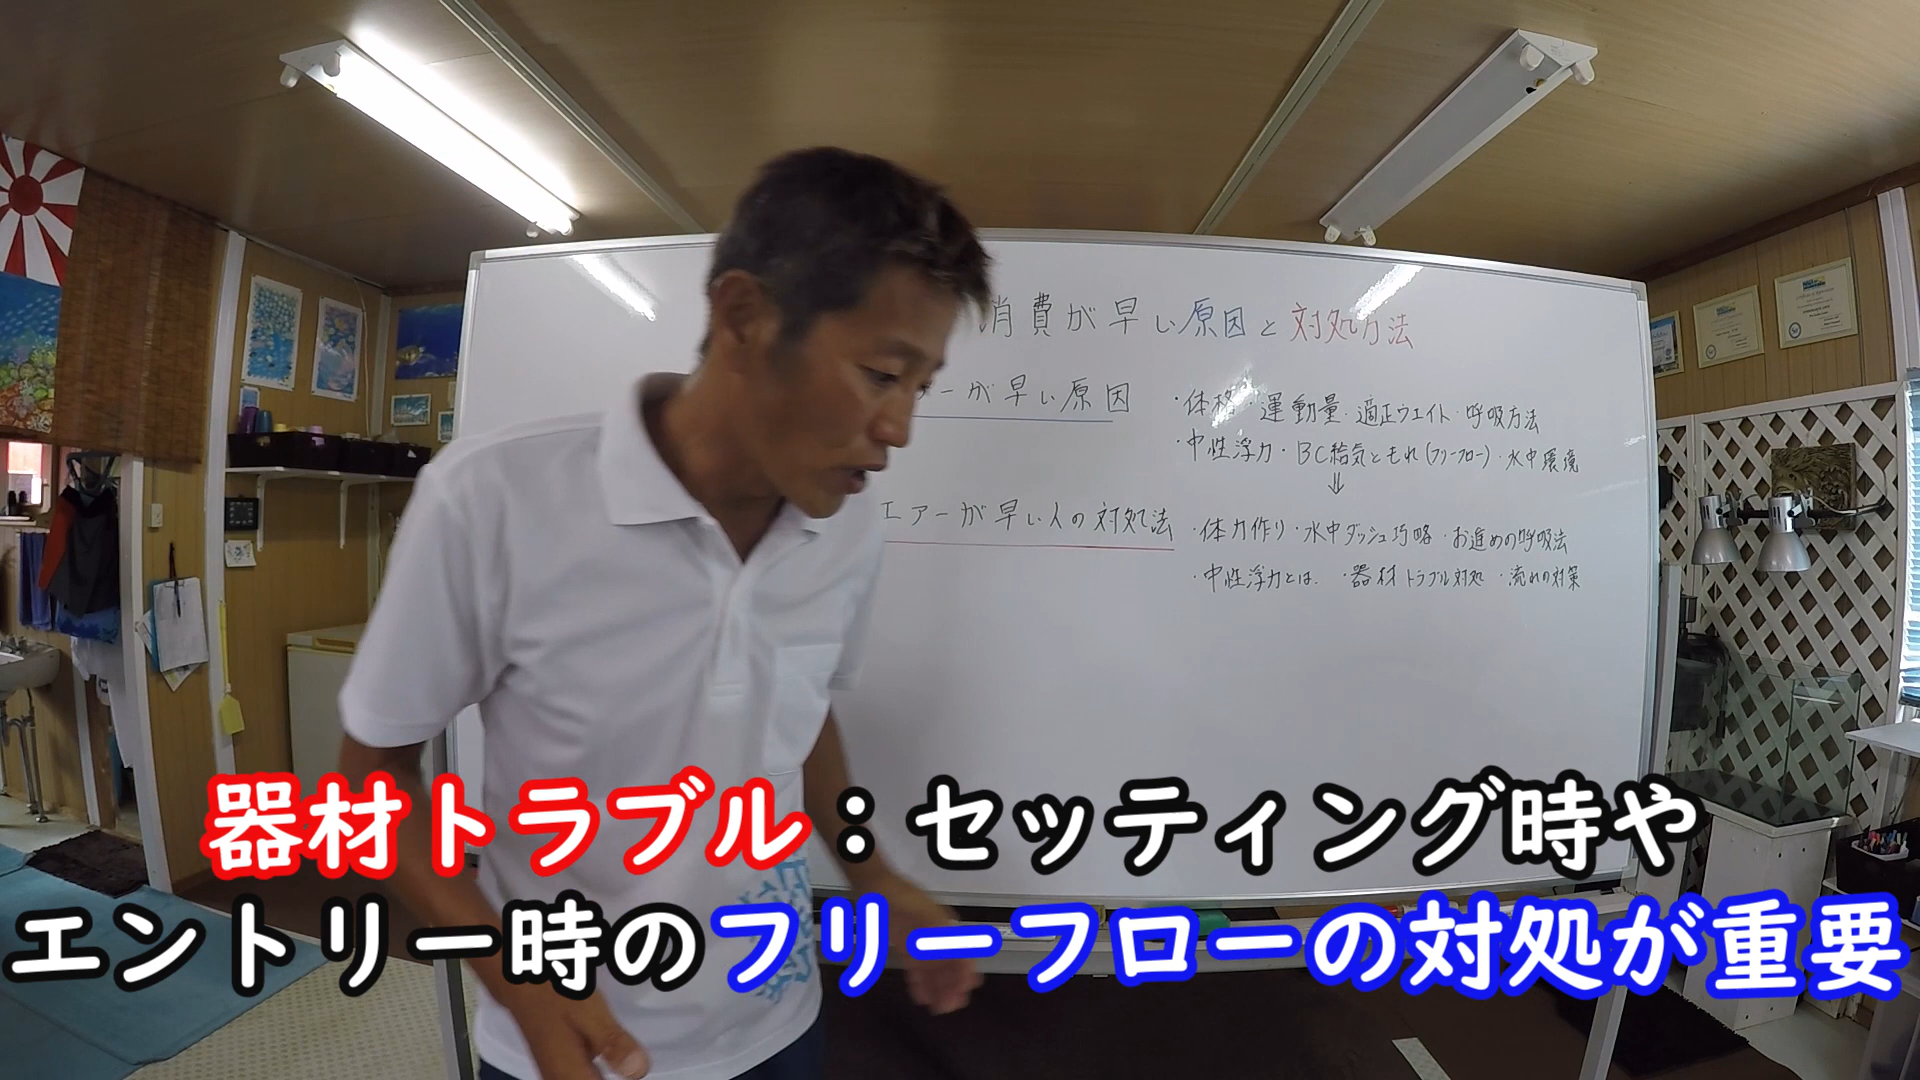 消費が早い原因と対処方法
ーが早い原因
・体格・運動量・適正ウエイト・呼吸方法
・中性浮力・BC給気ともれ(フリーフロー)・水中環境
⇓
エアーが早い人の対処法
・体力作り・水中ダッシュ巧略・お進めの呼吸法
・中性浮力とは、・器材トラブル対処・流れの対策
器材トラブル：セッティング時や
エントリー時のフリーフローの対処が重要